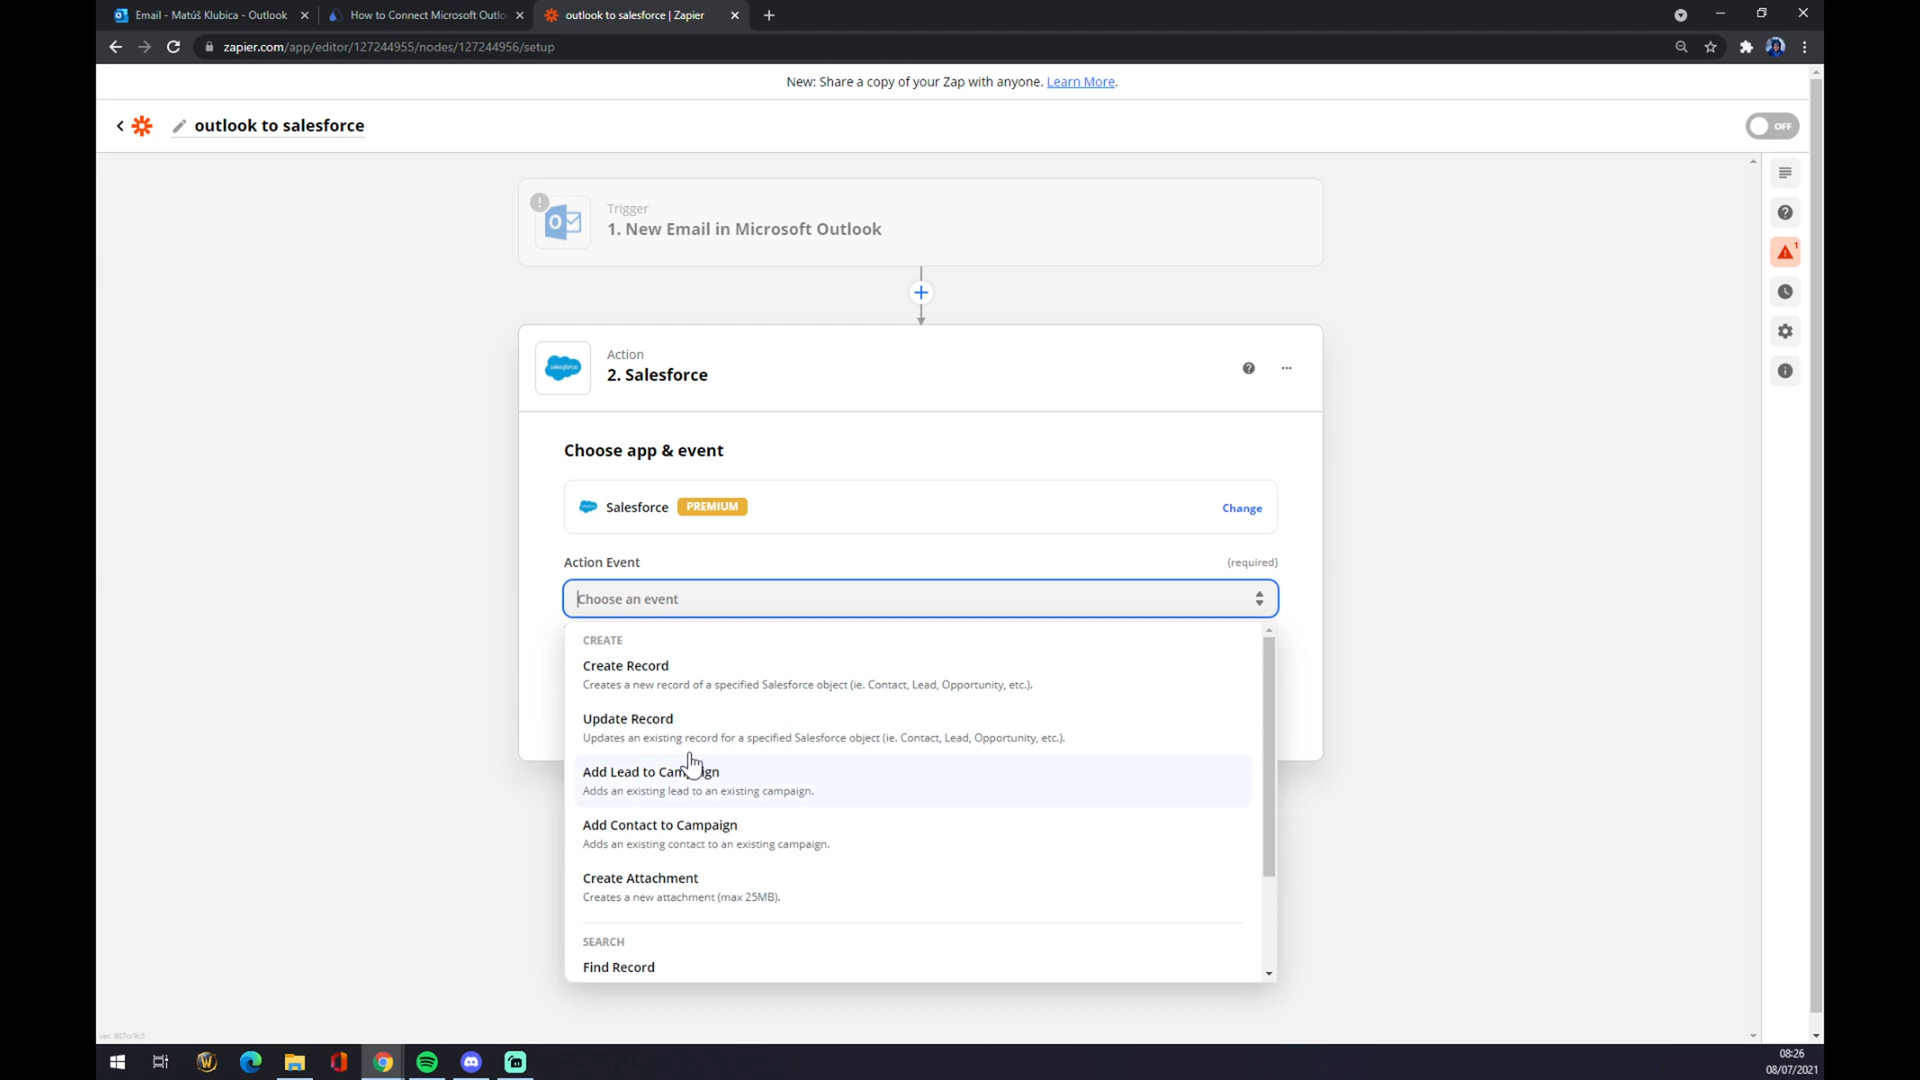 Email - Matúš Klubica - Outlook
How to Connect Microsoft Outlo
outlook to salesforce | Zapier
zapier.com/app/editor/127244955/nodes/127244956/setup
New: Share a copy of your Zap with anyone. Learn More.
outlook to salesforce
OFF
Trigger
1. New Email in Microsoft Outlook
1
Action
2. Salesforce
Choose app & event
Salesforce PREMIUM
Change
Action Event
(required)
Choose an event
CREATE
Create Record
Creates a new record of a specified Salesforce object (ie. Contact, Lead, Opportunity, etc.).
Update Record
Updates an existing record for a specified Salesforce object (ie. Contact, Lead, Opportunity, etc.).
Add Lead to Campaign
Adds an existing lead to an existing campaign.
Add Contact to Campaign
Adds an existing contact to an existing campaign.
Create Attachment
Creates a new attachment (max 25MB).
SEARCH
Find Record
08:26
08/07/2021